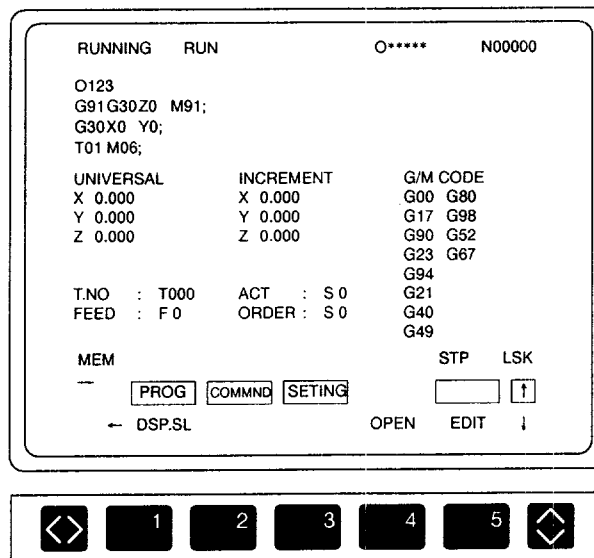 RUNNING RUN O***** N00000
O123
G91G30Z0 M91;
G30X0 Y0;
T01 M06;
UNIVERSAL INCREMENT G/M CODE
X 0.000 X 0.000 G00 G80
Y 0.000 Y 0.000 G17 G98
Z 0.000 Z 0.000 G90 G52
G23 G67
G94
T.NO : T000 ACT : S 0 G21
FEED : F 0 ORDER : S 0 G40
G49
MEM STP LSK
PROG COMMND SETING ↑
← DSP.SL OPEN EDIT ↓
1 2 3 4 5